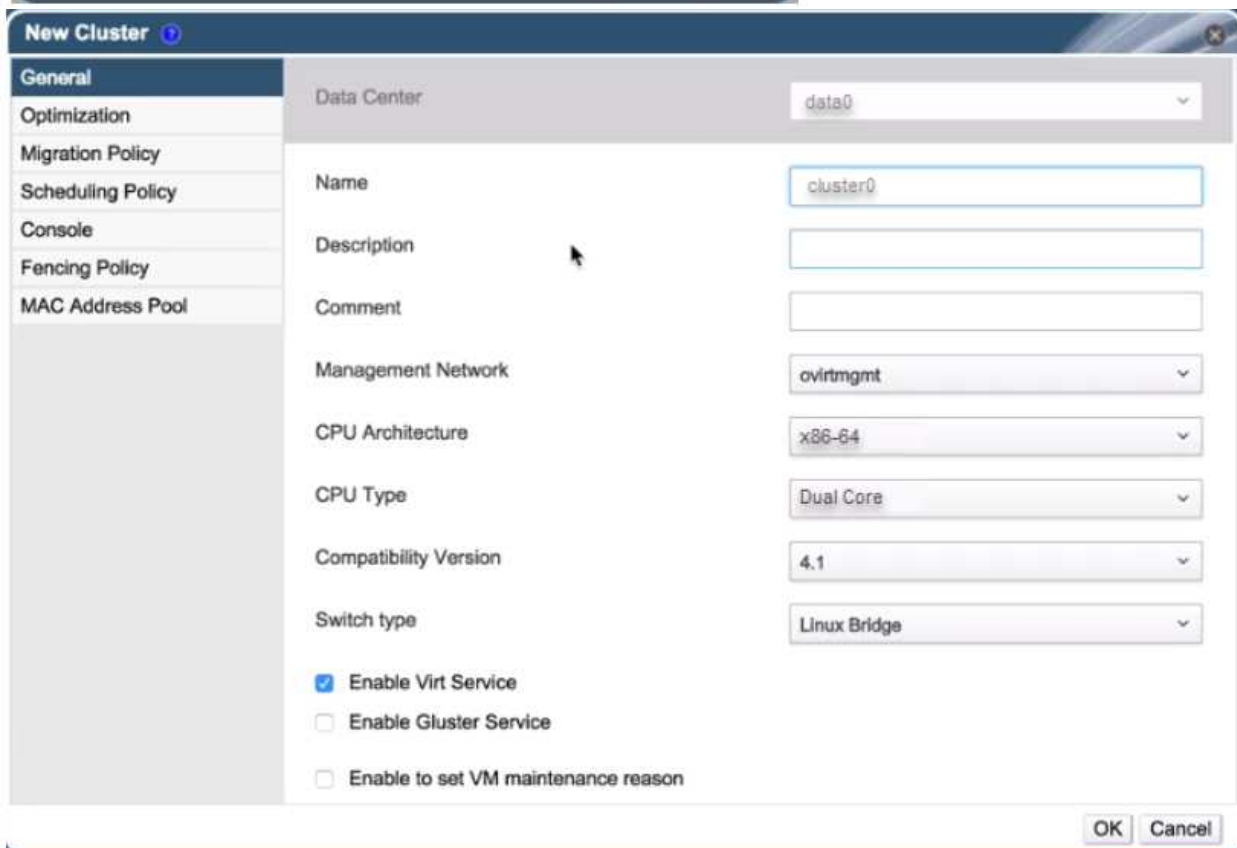 New Cluster ?
General
Optimization
Migration Policy
Scheduling Policy
Console
Fencing Policy
MAC Address Pool
Data Center data0
Name cluster0
Description
Comment
Management Network ovirtmgmt
CPU Architecture x86-64
CPU Type Dual Core
Compatibility Version 4.1
Switch type Linux Bridge
Enable Virt Service
Enable Gluster Service
Enable to set VM maintenance reason
OK Cancel